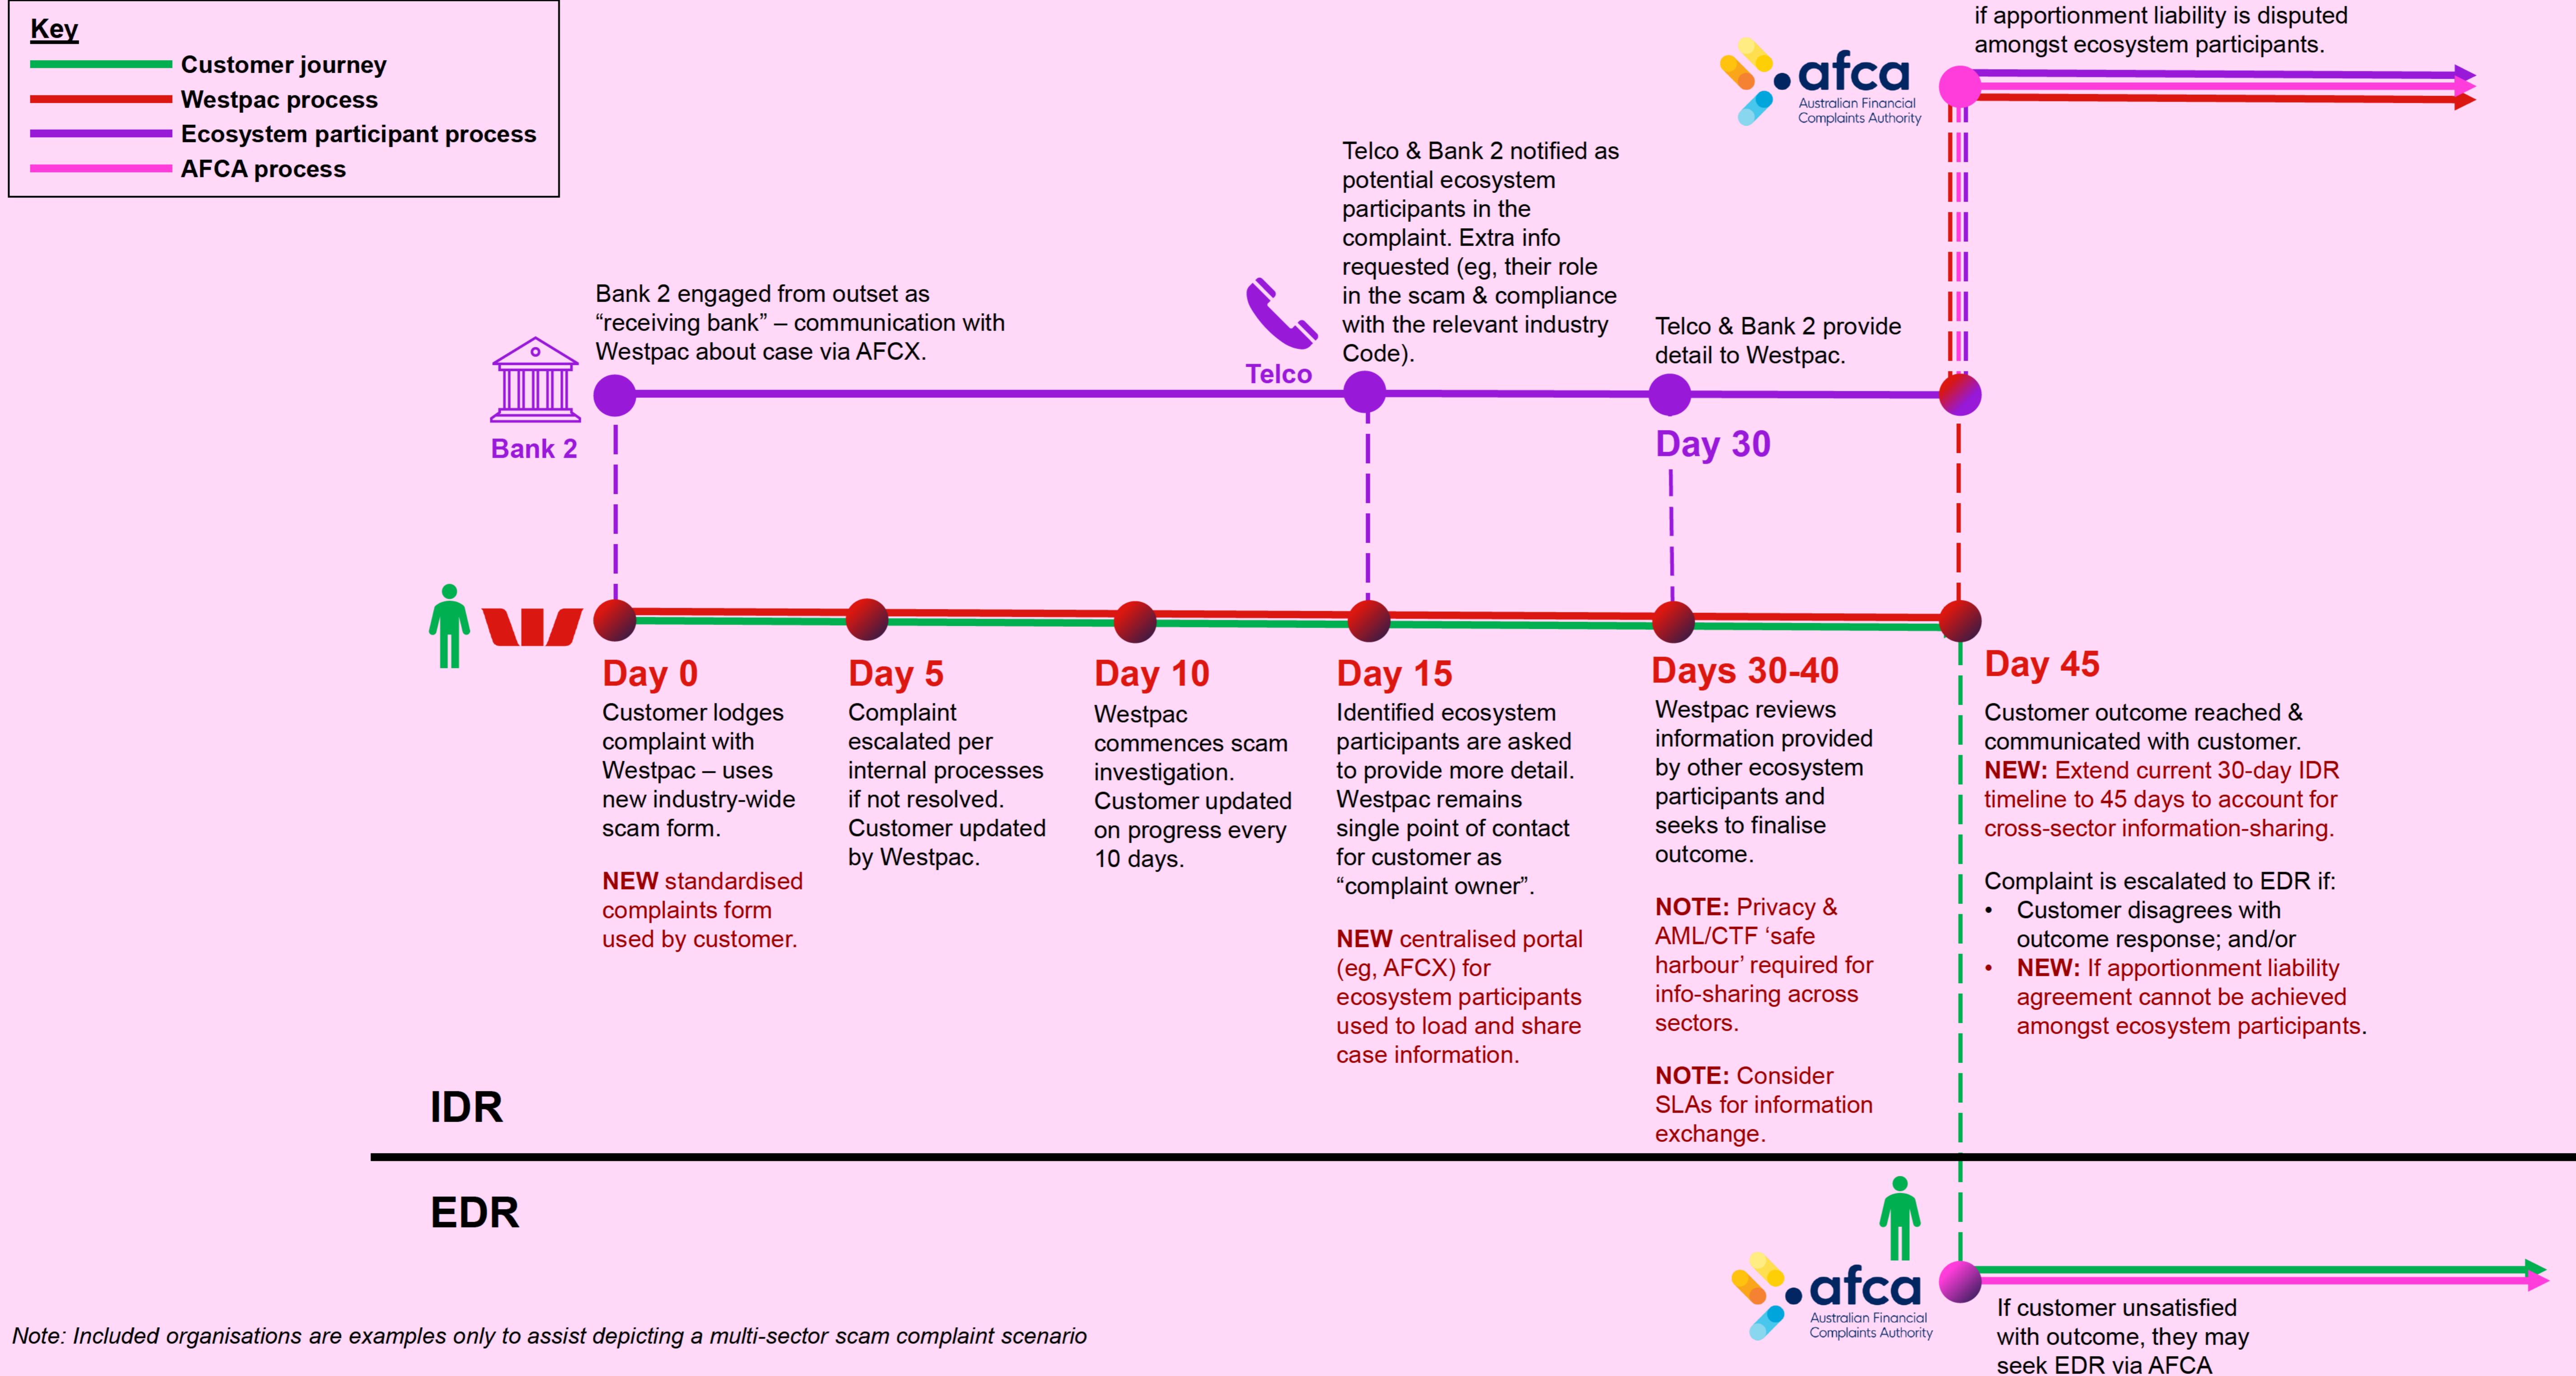 Key
Customer journey
Westpac process
Ecosystem participant process
AFCA process
if apportionment liability is disputed
amongst ecosystem participants.
afca
Australian Financial
Complaints Authority
Telco & Bank 2 notified as
potential ecosystem
participants in the
complaint. Extra info
requested (eg, their role
in the scam & compliance
with the relevant industry
Code).
Bank 2 engaged from outset as
“receiving bank” – communication with
Westpac about case via AFCX.
Telco & Bank 2 provide
detail to Westpac.
Telco
Bank 2
Day 30
Day 0
Customer lodges
complaint with
Westpac – uses
new industry-wide
scam form.
NEW standardised
complaints form
used by customer.
Day 5
Complaint
escalated per
internal processes
if not resolved.
Customer updated
by Westpac.
Day 10
Westpac
commences scam
investigation.
Customer updated
on progress every
10 days.
Day 15
Identified ecosystem
participants are asked
to provide more detail.
Westpac remains
single point of contact
for customer as
“complaint owner”.
NEW centralised portal
(eg, AFCX) for
ecosystem participants
used to load and share
case information.
Days 30-40
Westpac reviews
information provided
by other ecosystem
participants and
seeks to finalise
outcome.
NOTE: Privacy &
AML/CTF ‘safe
harbour’ required for
info-sharing across
sectors.
NOTE: Consider
SLAs for information
exchange.
Day 45
Customer outcome reached &
communicated with customer.
NEW: Extend current 30-day IDR
timeline to 45 days to account for
cross-sector information-sharing.
Complaint is escalated to EDR if:
• Customer disagrees with
outcome response; and/or
• NEW: If apportionment liability
agreement cannot be achieved
amongst ecosystem participants.
IDR
EDR
afca
Australian Financial
Complaints Authority
If customer unsatisfied
with outcome, they may
seek EDR via AFCA
Note: Included organisations are examples only to assist depicting a multi-sector scam complaint scenario